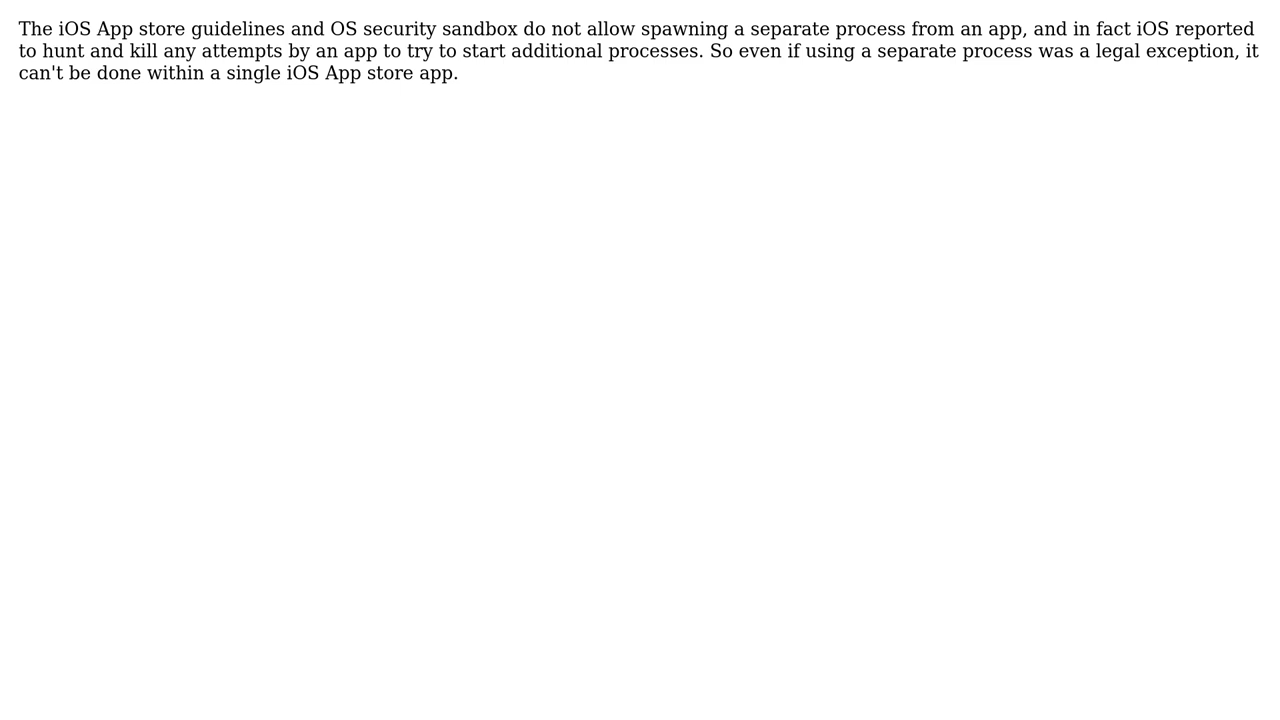 The iOS App store guidelines and OS security sandbox do not allow spawning a separate process from an app, and in fact iOS reported
to hunt and kill any attempts by an app to try to start additional processes. So even if using a separate process was a legal exception, it
can't be done within a single iOS App store app.